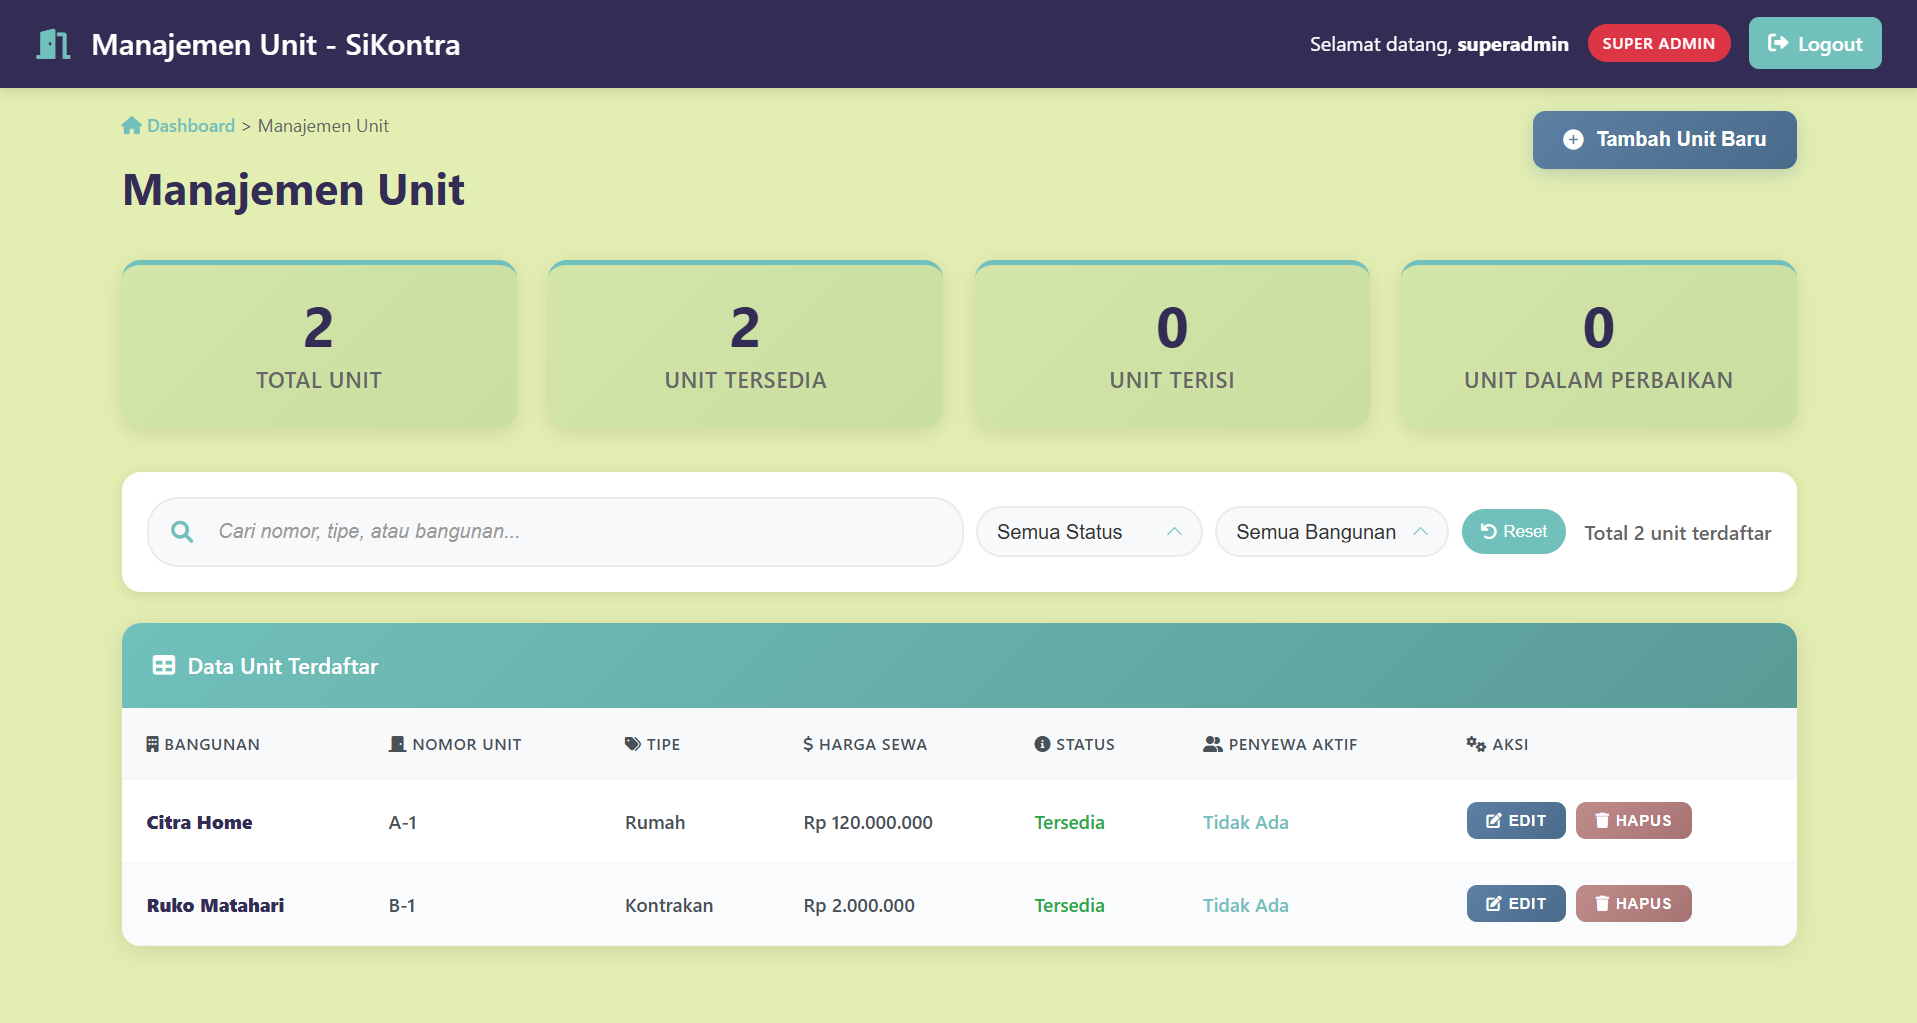 Manajemen Unit - SiKontra
Selamat datang, superadmin
SUPER ADMIN
Logout
Dashboard > Manajemen Unit
Tambah Unit Baru
Manajemen Unit
2
TOTAL UNIT
2
UNIT TERSEDIA
0
UNIT TERISI
0
UNIT DALAM PERBAIKAN
Cari nomor, tipe, atau bangunan...
Semua Status
Semua Bangunan
Reset
Total 2 unit terdaftar
Data Unit Terdaftar
BANGUNAN NOMOR UNIT TIPE $ HARGA SEWA STATUS PENYEWA AKTIF AKSI
Citra Home A-1 Rumah Rp 120.000.000 Tersedia Tidak Ada EDIT HAPUS
Ruko Matahari B-1 Kontrakan Rp 2.000.000 Tersedia Tidak Ada EDIT HAPUS